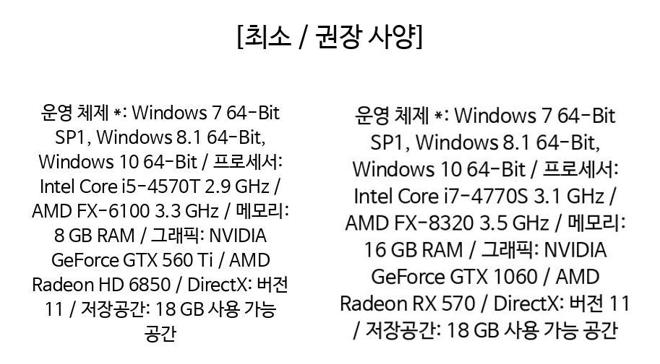 [최소 / 권장 사양]
운영 체제 *: Windows 7 64-Bit
SP1, Windows 8.1 64-Bit,
Windows 10 64-Bit / 프로세서:
Intel Core i5-4570T 2.9 GHz /
AMD FX-6100 3.3 GHz / 메모리:
8 GB RAM / 그래픽: NVIDIA
GeForce GTX 560 Ti / AMD
Radeon HD 6850 / DirectX: 버전
11 / 저장공간: 18 GB 사용 가능
공간
운영 체제 *: Windows 7 64-Bit
SP1, Windows 8.1 64-Bit,
Windows 10 64-Bit / 프로세서:
Intel Core i7-4770S 3.1 GHz /
AMD FX-8320 3.5 GHz / 메모리:
16 GB RAM / 그래픽: NVIDIA
GeForce GTX 1060 / AMD
Radeon RX 570 / DirectX: 버전 11
/ 저장공간: 18 GB 사용 가능 공간